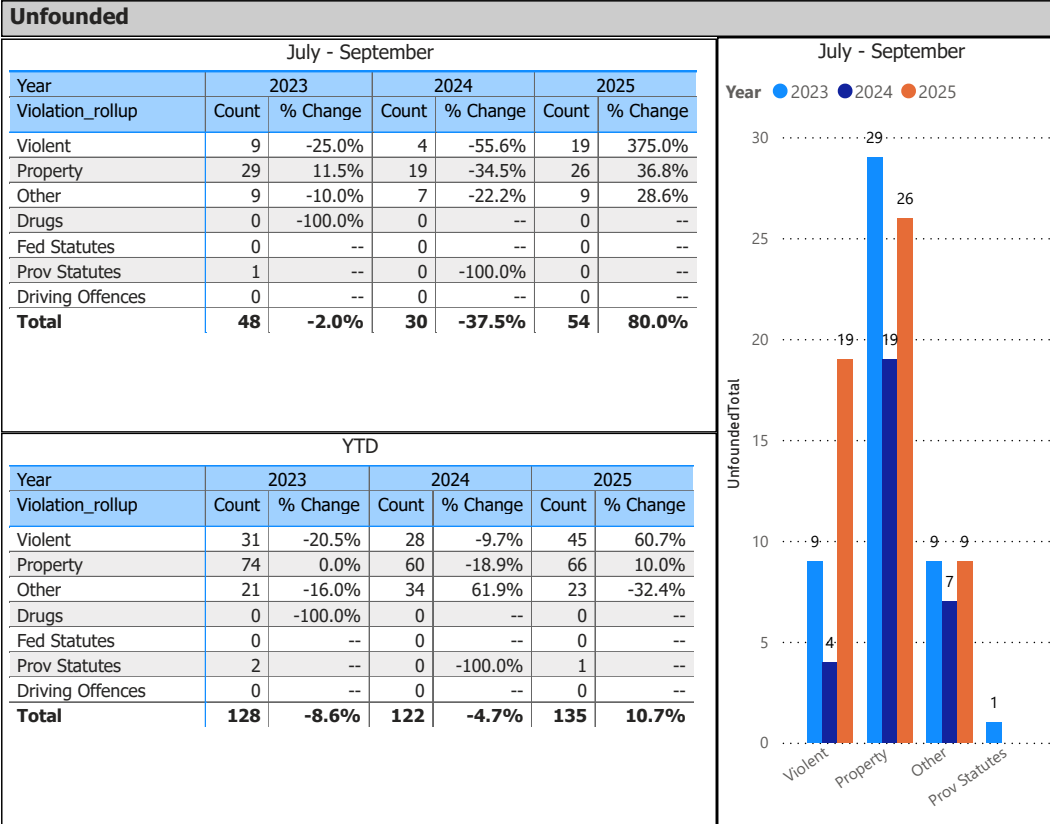 Unfounded
July - September
Year 2023 2024 2025
Violation_rollup Count % Change Count % Change Count % Change
Violent 9 -25.0% 4 -55.6% 19 375.0%
Property 29 11.5% 19 -34.5% 26 36.8%
Other 9 -10.0% 7 -22.2% 9 28.6%
Drugs 0 -100.0% 0 -- 0 --
Fed Statutes 0 -- 0 -- 0 --
Prov Statutes 1 -- 0 -100.0% 0 --
Driving Offences 0 -- 0 -- 0 --
Total 48 -2.0% 30 -37.5% 54 80.0%
YTD
Year 2023 2024 2025
Violation_rollup Count % Change Count % Change Count % Change
Violent 31 -20.5% 28 -9.7% 45 60.7%
Property 74 0.0% 60 -18.9% 66 10.0%
Other 21 -16.0% 34 61.9% 23 -32.4%
Drugs 0 -100.0% 0 -- 0 --
Fed Statutes 0 -- 0 -- 0 --
Prov Statutes 2 -- 0 -100.0% 1 --
Driving Offences 0 -- 0 -- 0 --
Total 128 -8.6% 122 -4.7% 135 10.7%
July - September
Year 2023 2024 2025
UnfoundedTotal
30
25
20
15
10
5
0
9
4
19
29
19
26
9
7
9
1
Violent
Property
Other
Prov Statutes